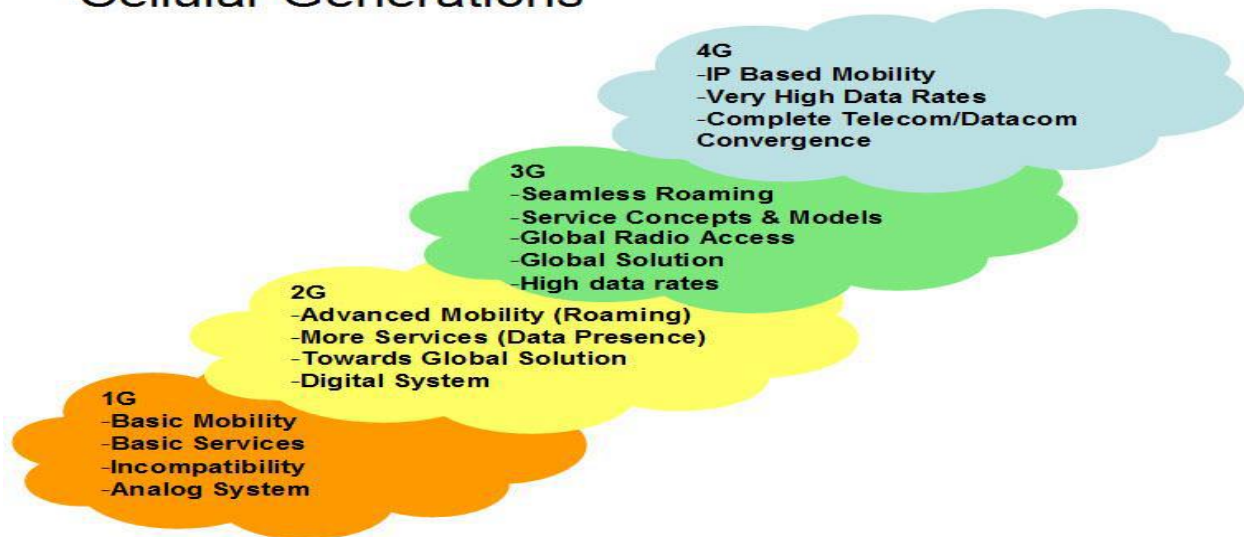 Cellular Generations
4G
-IP Based Mobility
-Very High Data Rates
-Complete Telecom/Datacom
Convergence
3G
-Seamless Roaming
-Service Concepts & Models
-Global Radio Access
-Global Solution
-High data rates
2G
-Advanced Mobility (Roaming)
-More Services (Data Presence)
-Towards Global Solution
-Digital System
1G
-Basic Mobility
-Basic Services
-Incompatibility
-Analog System